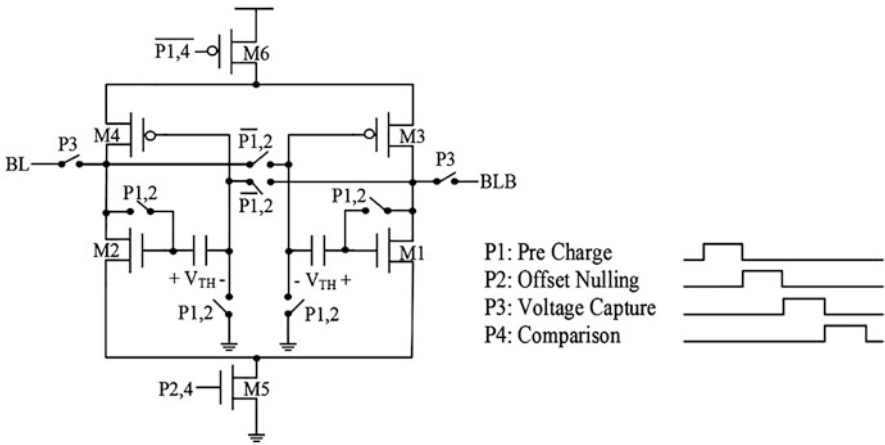 P1,4
M6
M4
M3
P3
P1,2
P3
BL
BLB
P1,2
P1,2
P1,2
M2
M1
+ VTH -
- VTH +
P1,2
P1,2
P2,4
M5
P1: Pre Charge
P2: Offset Nulling
P3: Voltage Capture
P4: Comparison